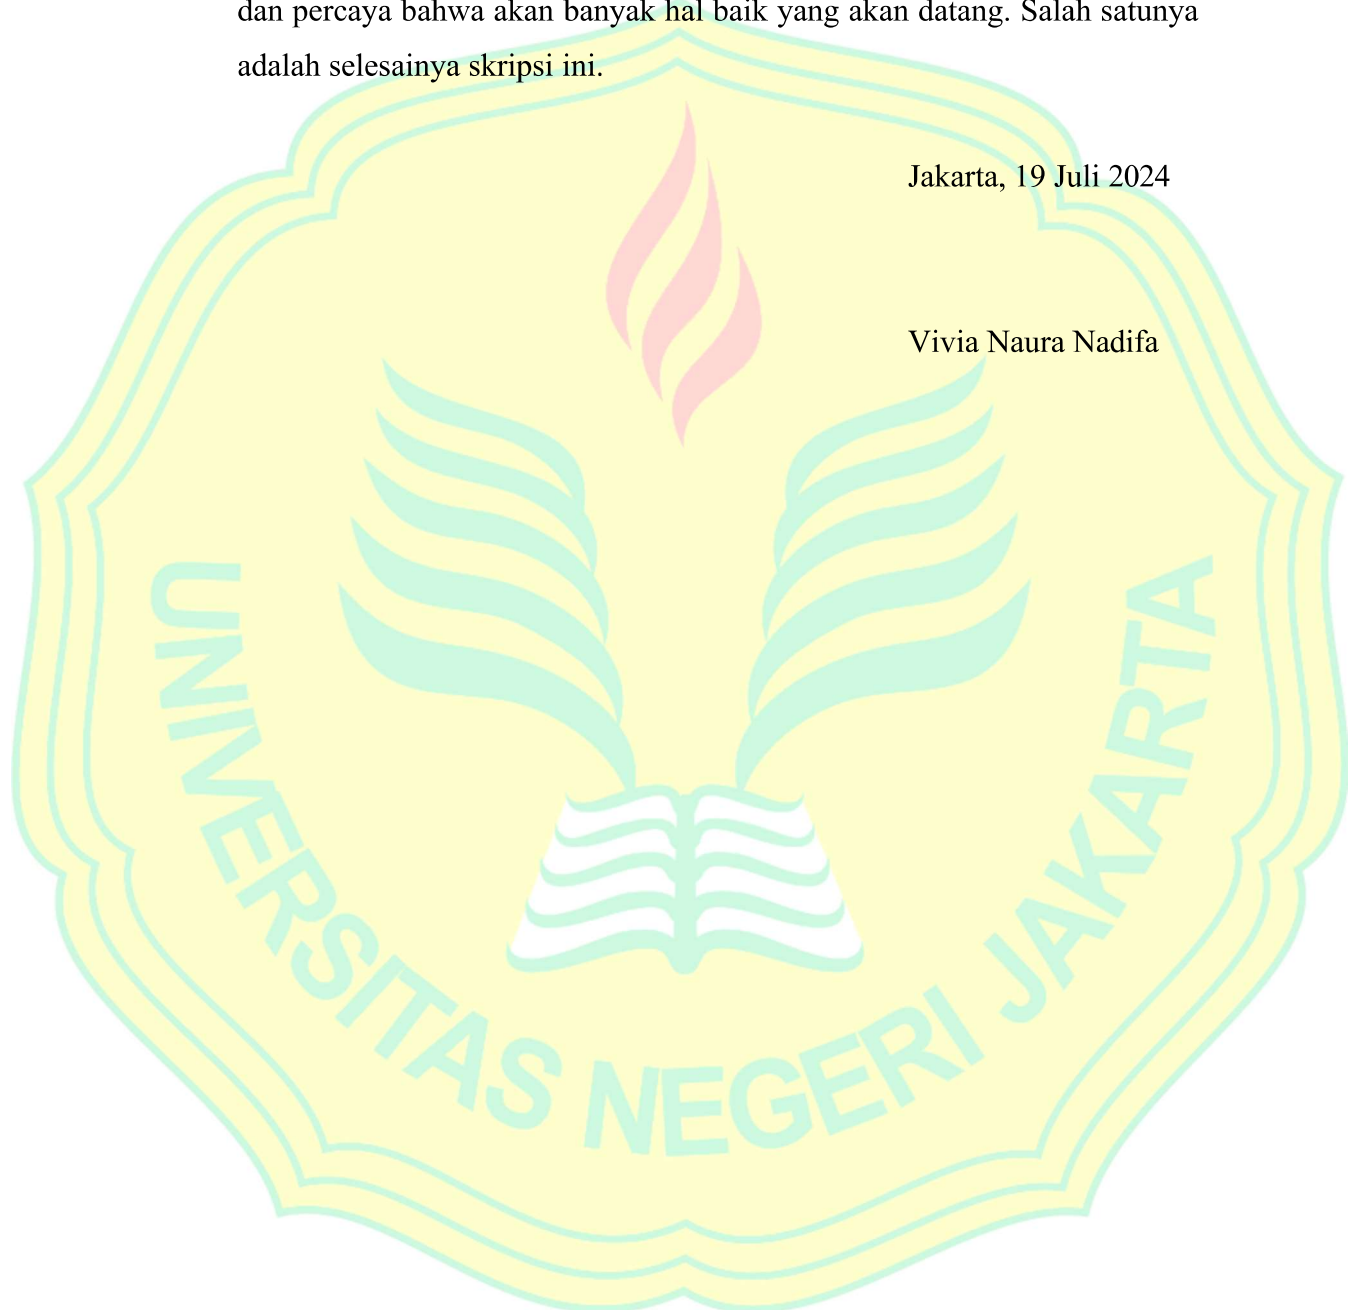 dan percaya bahwa akan banyak hal baik yang akan datang. Salah satunya
adalah selesainya skripsi ini.
Jakarta, 19 Juli 2024
Vivia Naura Nadifa
UNIVERSITAS NEGERI JAKARTA